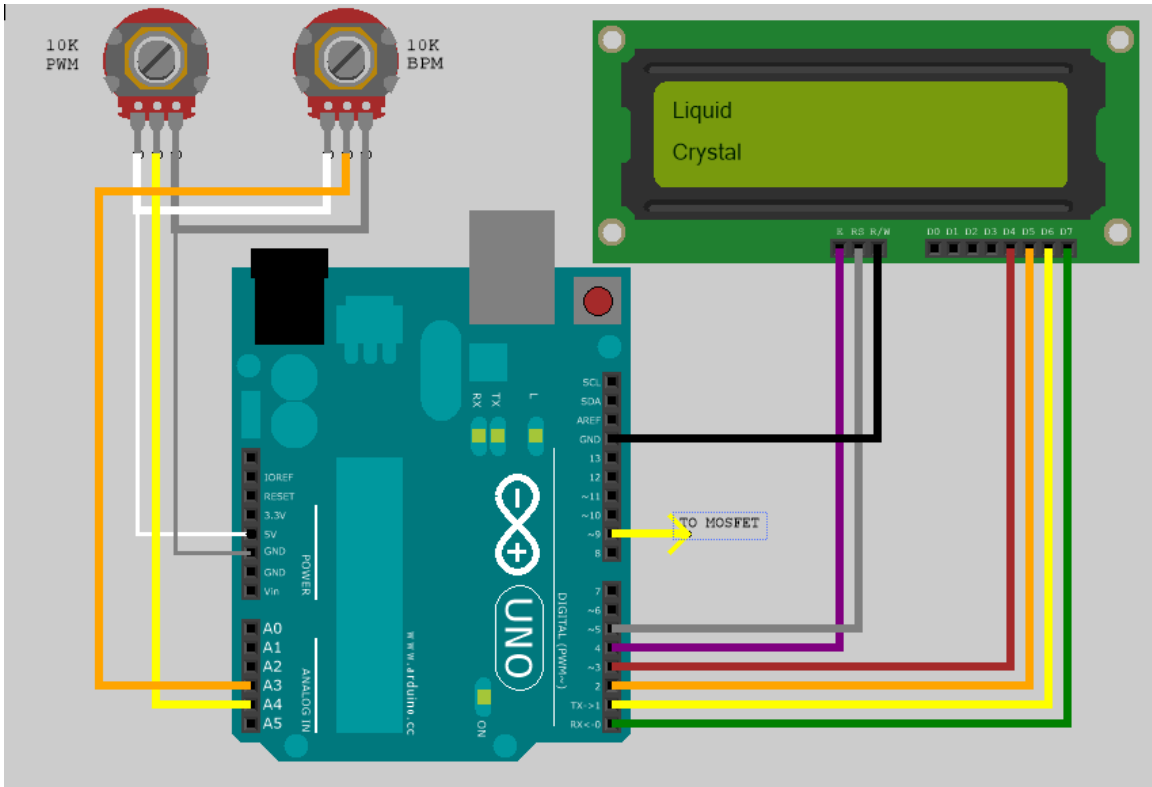 10K
PWM
10K
BPM
Liquid
Crystal
E RS R/W
D0 D1 D2 D3 D4 D5 D6 D7
RX
TX
L
SCL
SDA
AREF
GND
13
12
~11
~10
~9
8
TO MOSFET
7
~6
~5
4
~3
2
TX->1
RX<-0
DIGITAL (PWM~)
IOREF
RESET
3.3V
5V
GND
GND
Vin
POWER
A0
A1
A2
A3
A4
A5
ANALOG IN
www.arduino.cc
UNO
ON